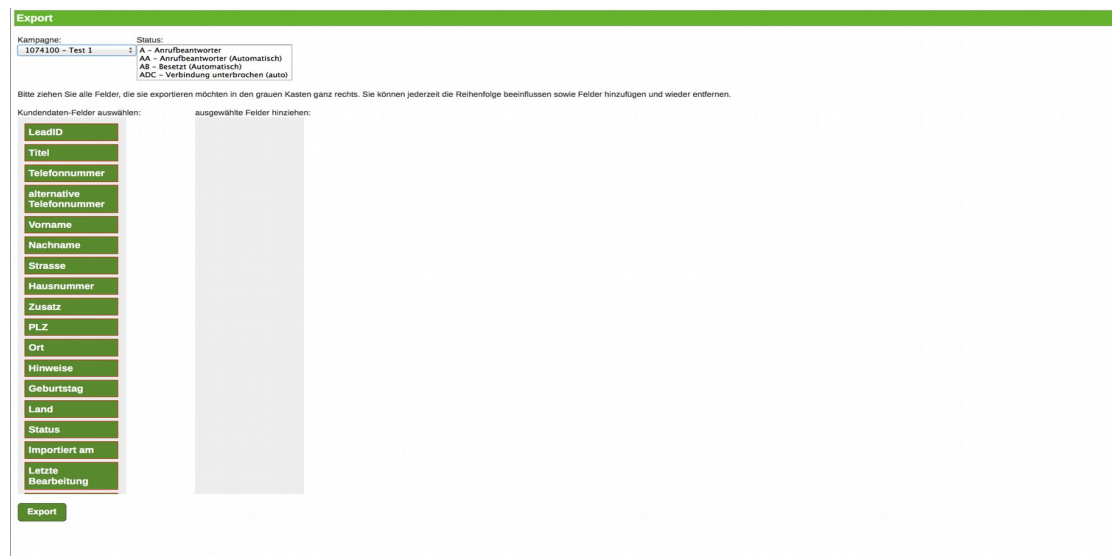 Export
Kampagne: Status:
1074100 – Test 1
A – Anrufbeantworter
AA – Anrufbeantworter (Automatisch)
AB – Besetzt (Automatisch)
ADC – Verbindung unterbrochen (auto)
Bitte ziehen Sie alle Felder, die sie exportieren möchten in den grauen Kasten ganz rechts. Sie können jederzeit die Reihenfolge beeinflussen sowie Felder hinzufügen und wieder entfernen.
Kundendaten-Felder auswählen: ausgewählte Felder hinziehen:
LeadID
Titel
Telefonnummer
alternative
Telefonnummer
Vorname
Nachname
Strasse
Hausnummer
Zusatz
PLZ
Ort
Hinweise
Geburtstag
Land
Status
Importiert am
Letzte
Bearbeitung
Export